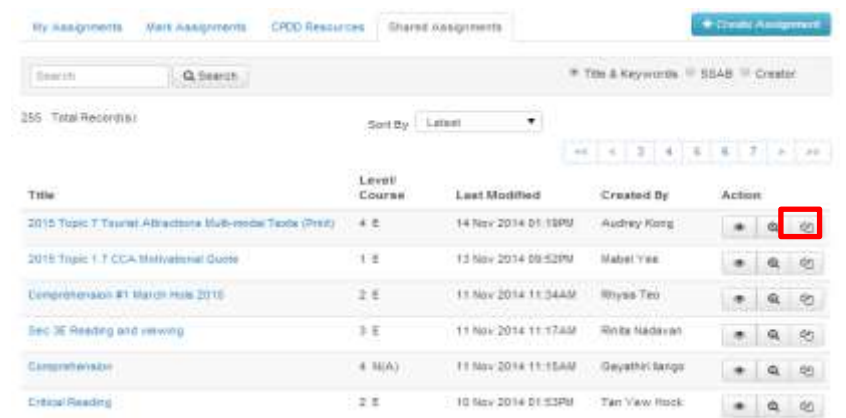 My Assignments Mark Assignments CPDD Resources Shared Assignments + Create Assignment
Search Search Title & Keywords SSAB Creator
255 Total Record(s) Sort By Latest
<< < 3 4 5 6 7 > >>
Title Level/ Course Last Modified Created By Action
2015 Topic 7 Tourist Attractions Multi-modal Texts (Print) 4 E 14 Nov 2014 01:19PM Audrey Kong
2015 Topic 1.7 CCA Motivational Quote 1 E 13 Nov 2014 09:52PM Mabel Yee
Comprehension #1 March Hols 2015 2 E 11 Nov 2014 11:34AM Rhyss Teo
Sec 3E Reading and viewing 3 E 11 Nov 2014 11:17AM Rinita Nadavan
Comprehension 4 N(A) 11 Nov 2014 11:15AM Gayathiri Ilango
Critical Reading 2 E 10 Nov 2014 01:53PM Tan Yew Hock